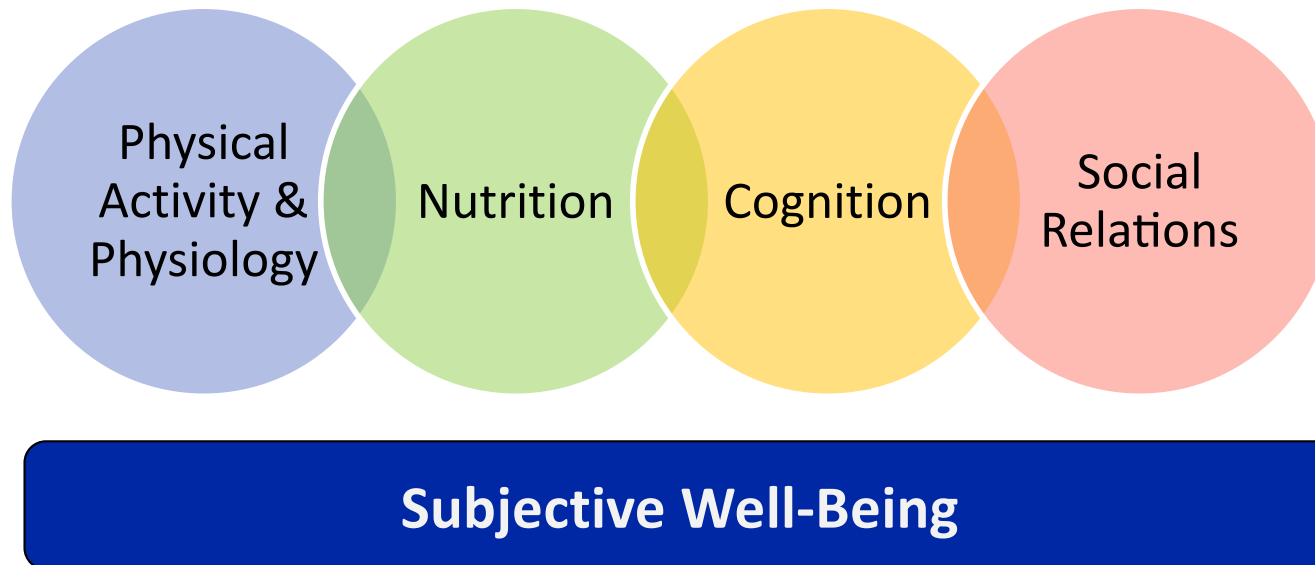 Physical
Activity &
Physiology
Nutrition
Cognition
Social
Relations
Subjective Well-Being